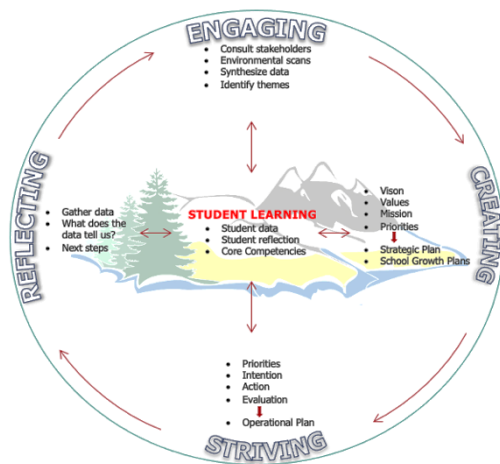 ENGAGING
• Consult stakeholders
• Environmental scans
• Synthesize data
• Identify themes
CREATING
• Vison
• Values
• Mission
• Priorities
• Strategic Plan
• School Growth Plans
STUDENT LEARNING
• Student data
• Student reflection
• Core Competencies
REFLECTING
• Gather data
• What does the
data tell us?
• Next steps
• Priorities
• Intention
• Action
• Evaluation
• Operational Plan
STRIVING